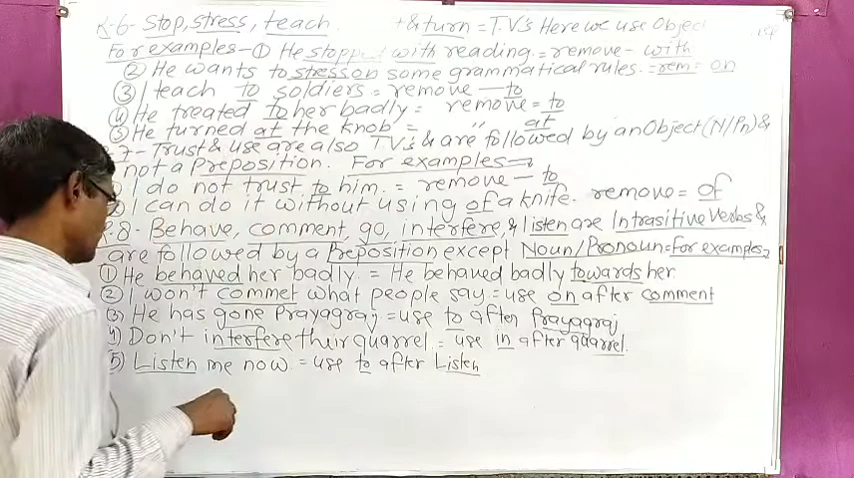 R-6- Stop, stress, teach, t & turn = T.V's Here we use Object
For examples- ① He stopped with reading. = remove - with
② He wants to stress on some grammatical rules. = rem = on
③ I teach to soldiers = remove - to
④ He treated to her badly = remove = to
⑤ He turned at the knob = " at
7- Trust & use are also T.V's & are followed by an Object (N/Pn) &
not a Preposition. For examples→
I do not trust to him. = remove - to
I can do it without using of a knife. remove = of
R.8- Behave, comment, go, interfere, & listen are Intrasitive Verbs &
are followed by a Preposition except Noun/Pronoun = For examples→
① He behaved her badly. = He behaved badly towards her.
② I won't commet what people say = use on after comment
③ He has gone Prayagraj = use to after Prayagraj
4) Don't interfere their quarrel = use in after quarrel.
5) Listen me now = use to after Listen